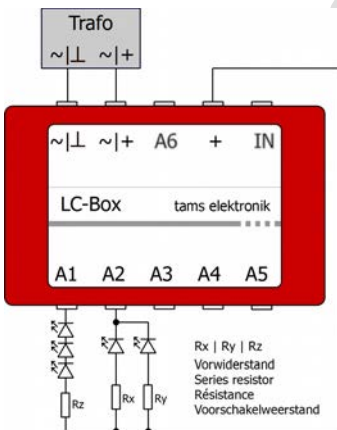 Trafo
~|⊥ ~|+
~|⊥ ~|+ A6 + IN
LC-Box tams elektronik
A1 A2 A3 A4 A5
Rz Rx Ry
Rx | Ry | Rz
Vorwiderstand
Series resistor
Résistance
Voorschakelweerstand